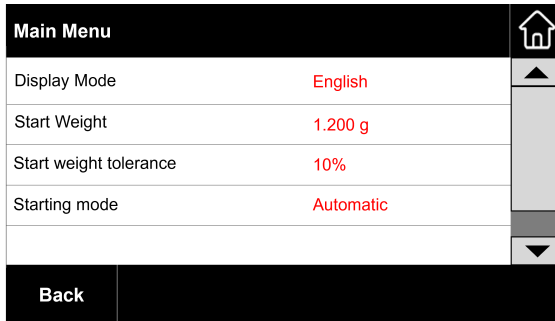 Main Menu
Display Mode English
Start Weight 1.200 g
Start weight tolerance 10%
Starting mode Automatic
Back